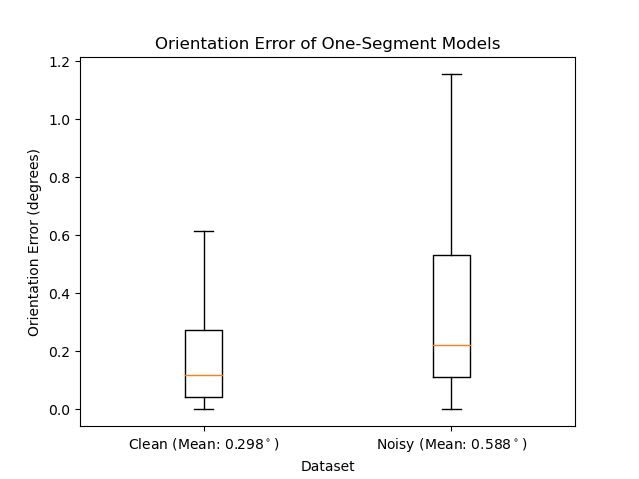 Orientation Error of One-Segment Models
Orientation Error (degrees)
1.2
1.0
0.8
0.6
0.4
0.2
0.0
Clean (Mean: 0.298°)
Noisy (Mean: 0.588°)
Dataset